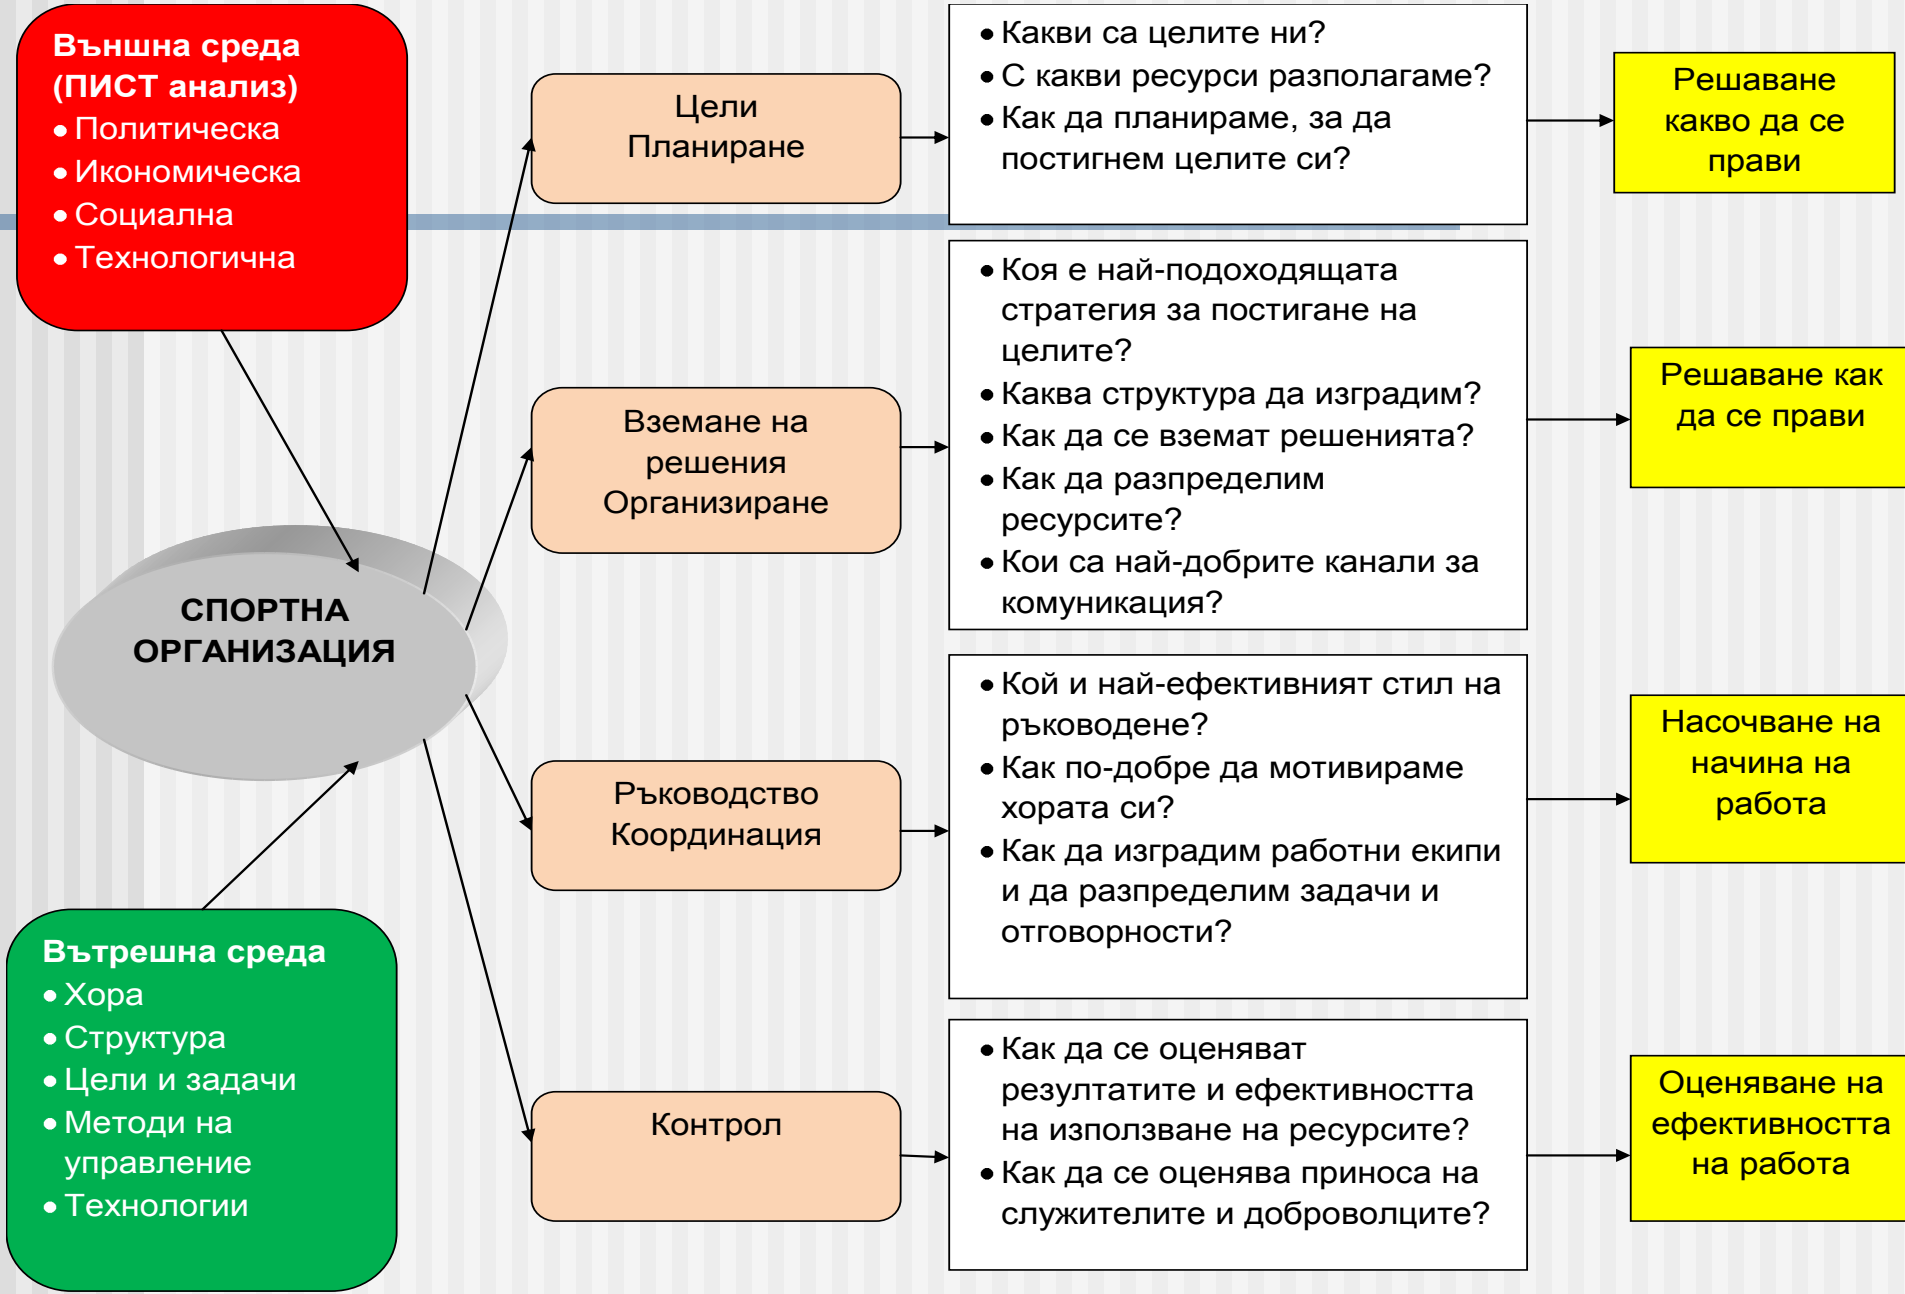 Външна среда
(ПИСТ анализ)
• Политическа
• Икономическа
• Социална
• Технологична
СПОРТНА
ОРГАНИЗАЦИЯ
Вътрешна среда
• Хора
• Структура
• Цели и задачи
• Методи на
управление
• Технологии
Цели
Планиране
• Какви са целите ни?
• С какви ресурси разполагаме?
• Как да планираме, за да
постигнем целите си?
Решаване
какво да се
прави
Вземане на
решения
Организиране
• Коя е най-подоходящата
стратегия за постигане на
целите?
• Каква структура да изградим?
• Как да се вземат решенията?
• Как да разпределим
ресурсите?
• Кои са най-добрите канали за
комуникация?
Решаване как
да се прави
Ръководство
Координация
• Кой и най-ефективният стил на
ръководене?
• Как по-добре да мотивираме
хората си?
• Как да изградим работни екипи
и да разпределим задачи и
отговорности?
Насочване на
начина на
работа
Контрол
• Как да се оценяват
резултатите и ефективността
на използване на ресурсите?
• Как да се оценява приноса на
служителите и доброволците?
Оценяване на
ефективността
на работа